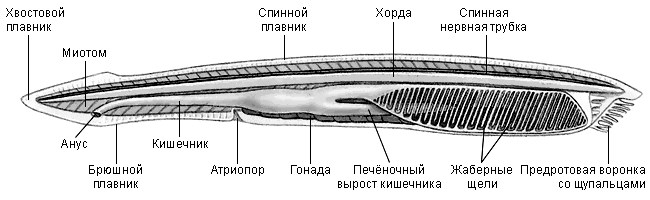 Хвостовой
плавник
Миотом
Спинной
плавник
Хорда
Спинная
нервная трубка
Анус
Брюшной
плавник
Кишечник
Атриопор
Гонада
Печёночный
вырост кишечника
Жаберные
щели
Предротовая воронка
со щупальцами